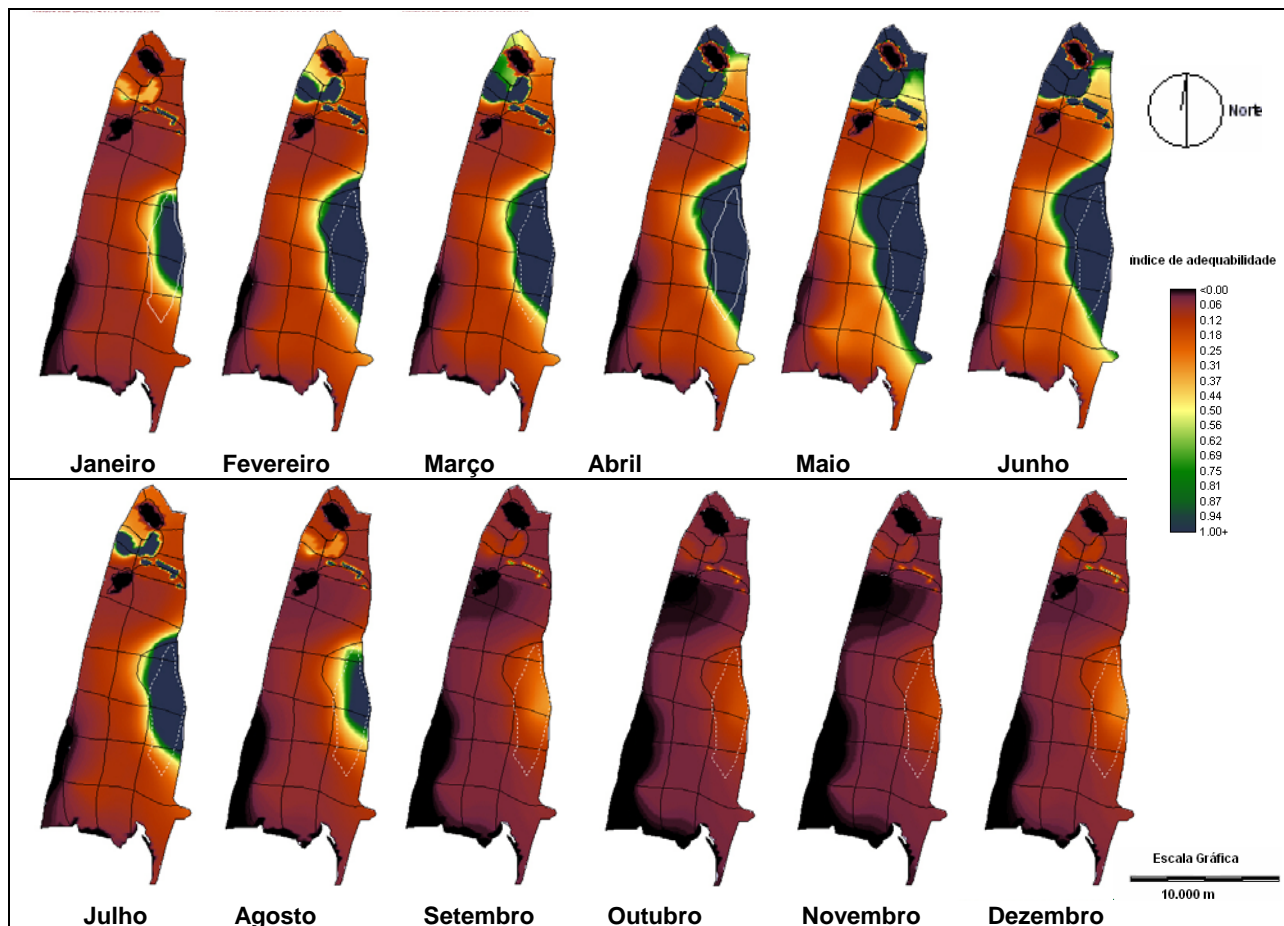 Norte
índice de adequabilidade
<0.00
0.06
0.12
0.18
0.25
0.31
0.37
0.44
0.50
0.56
0.62
0.69
0.75
0.81
0.87
0.94
1.00+
Janeiro Fevereiro Março Abril Maio Junho
Escala Gráfica
10.000 m
Julho Agosto Setembro Outubro Novembro Dezembro